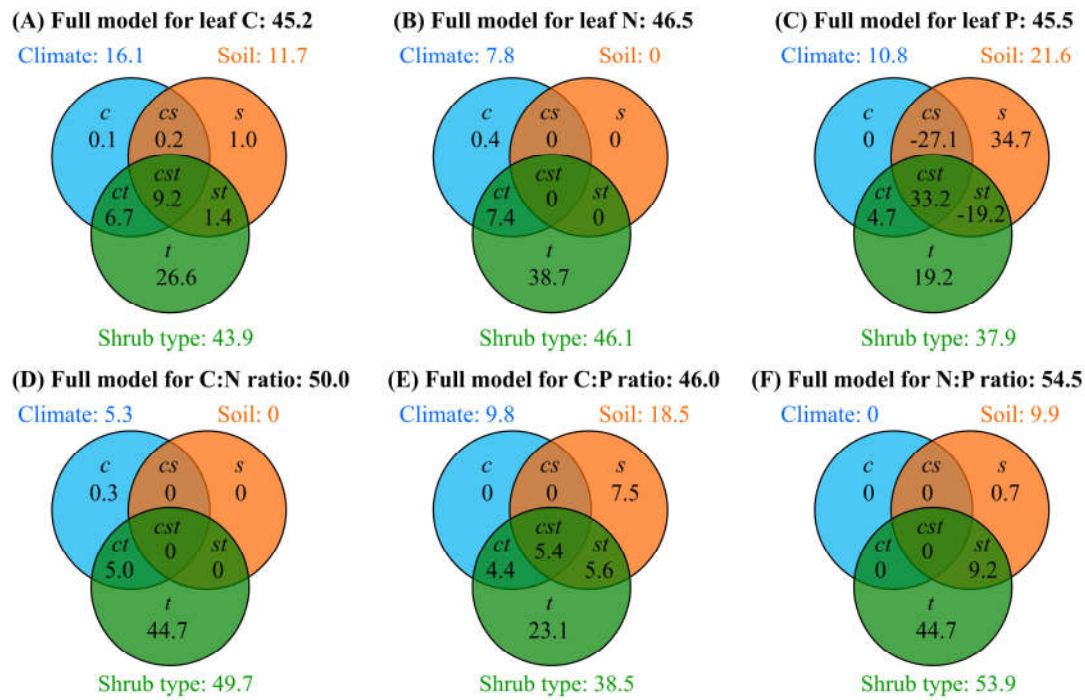 (A) Full model for leaf C: 45.2
Climate: 16.1 Soil: 11.7
c cs s
0.1 0.2 1.0
cst
ct 9.2 st
6.7 1.4
t
26.6
Shrub type: 43.9
(B) Full model for leaf N: 46.5
Climate: 7.8 Soil: 0
c cs s
0.4 0 0
cst
ct 0 st
7.4 0
t
38.7
Shrub type: 46.1
(C) Full model for leaf P: 45.5
Climate: 10.8 Soil: 21.6
c cs s
0 -27.1 34.7
cst
ct 33.2 st
4.7 -19.2
t
19.2
Shrub type: 37.9
(D) Full model for C:N ratio: 50.0
Climate: 5.3 Soil: 0
c cs s
0.3 0 0
cst
ct 0 st
5.0 0
t
44.7
Shrub type: 49.7
(E) Full model for C:P ratio: 46.0
Climate: 9.8 Soil: 18.5
c cs s
0 0 7.5
cst
ct 5.4 st
4.4 5.6
t
23.1
Shrub type: 38.5
(F) Full model for N:P ratio: 54.5
Climate: 0 Soil: 9.9
c cs s
0 0 0.7
cst
ct 0 st
0 9.2
t
44.7
Shrub type: 53.9